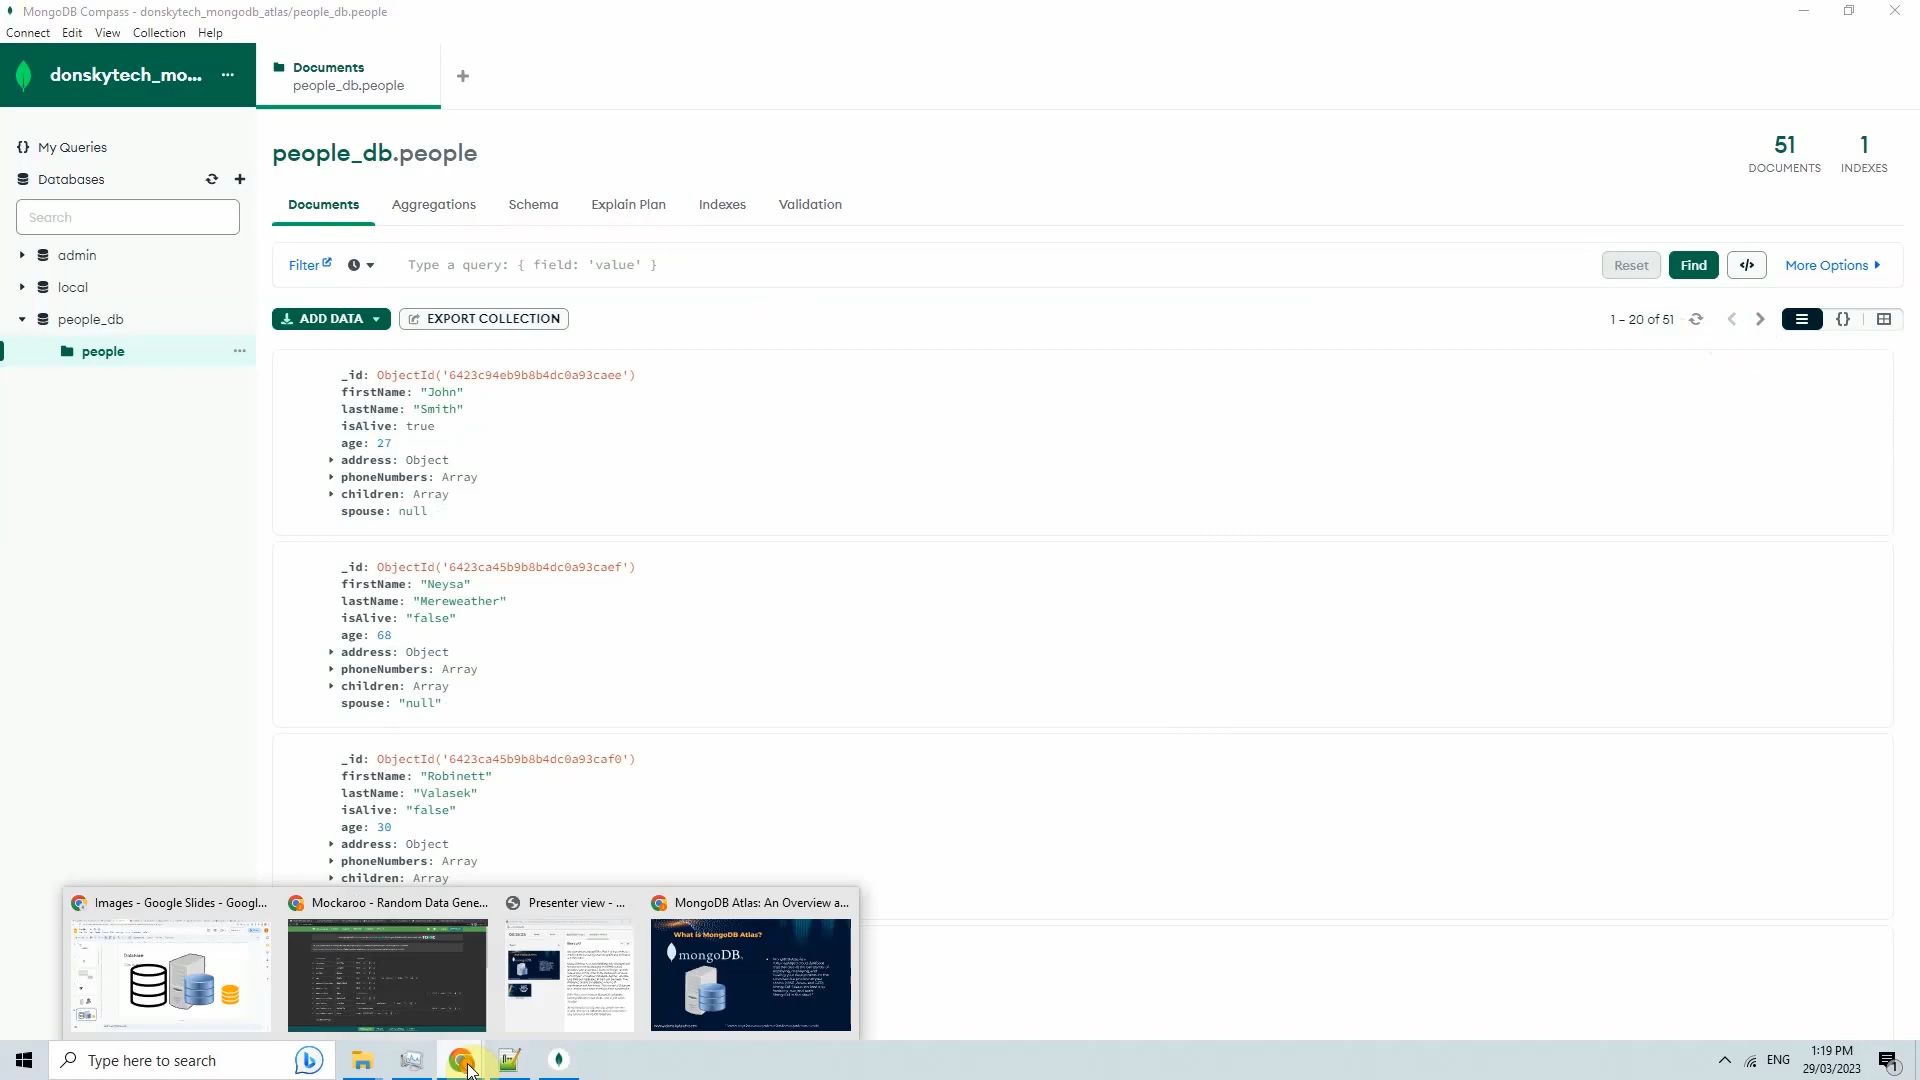 MongoDB Compass - donskytech_mongodb_atlas/people_db.people
Connect Edit View Collection Help
donskytech_mo... ...
Documents
people_db.people
My Queries
Databases
Search
admin
local
people_db
people
people_db.people
51
DOCUMENTS
1
INDEXES
Documents Aggregations Schema Explain Plan Indexes Validation
Filter Type a query: { field: 'value' } Reset Find </> More Options
ADD DATA EXPORT COLLECTION 1 – 20 of 51 {}
_id: ObjectId('6423c94eb9b8b4dc0a93caee')
firstName: "John"
lastName: "Smith"
isAlive: true
age: 27
address: Object
phoneNumbers: Array
children: Array
spouse: null
_id: ObjectId('6423ca45b9b8b4dc0a93caef')
firstName: "Neysa"
lastName: "Mereweather"
isAlive: "false"
age: 68
address: Object
phoneNumbers: Array
children: Array
spouse: "null"
_id: ObjectId('6423ca45b9b8b4dc0a93caf0')
firstName: "Robinett"
lastName: "Valasek"
isAlive: "false"
age: 30
address: Object
phoneNumbers: Array
children: Array
Images - Google Slides - Googl...
Mockaroo - Random Data Gene...
Presenter view - ...
MongoDB Atlas: An Overview a...
Database
What is MongoDB Atlas?
mongoDB.
www.donskytech.com
Type here to search
ENG
1:19 PM
29/03/2023
1